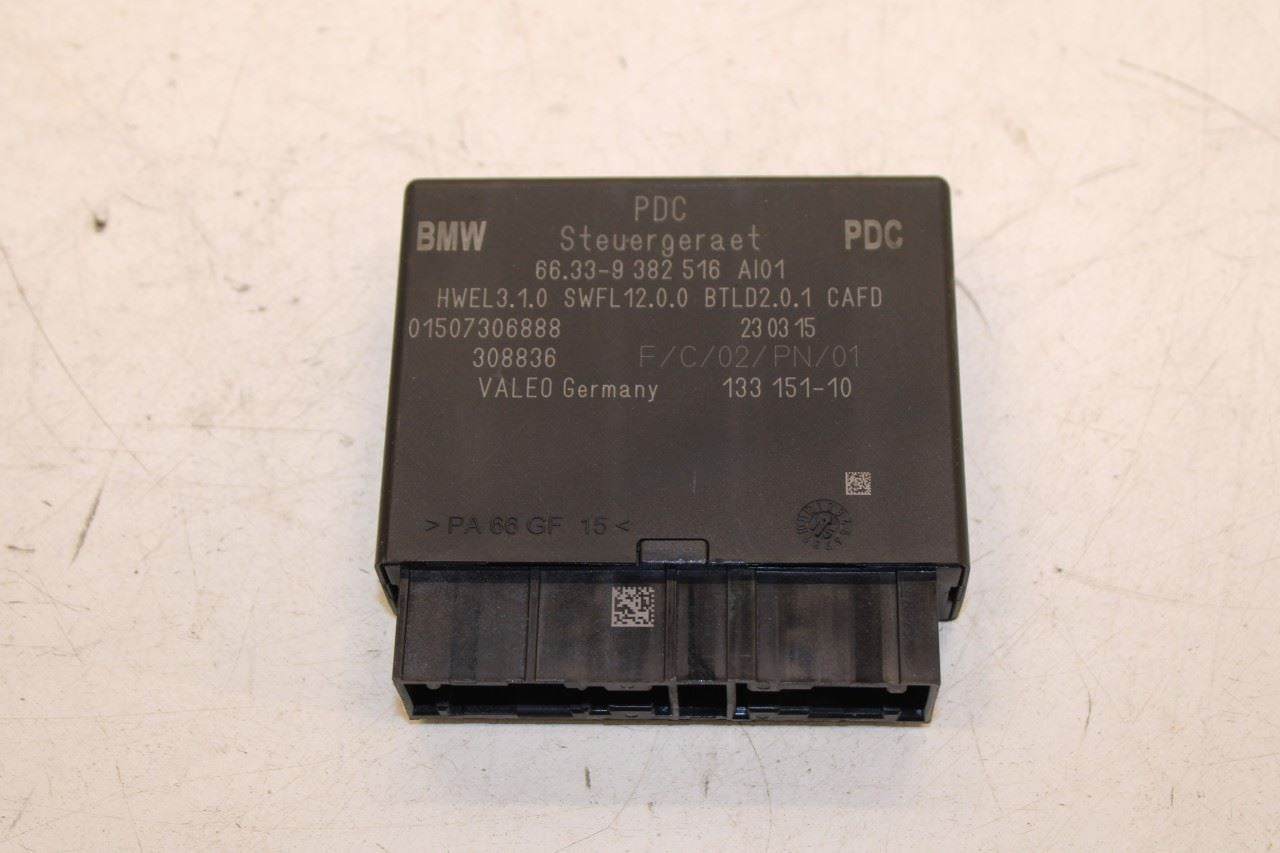 PDC
BMW Steuergeraet PDC
66.33-9 382 516 AI01
HWEL3.1.0 SWFL12.0.0 BTLD2.0.1 CAFD
01507306888 23 03 15
308836 F/C/02/PN/01
VALEO Germany 133 151-10
>PA 66 GF 15<